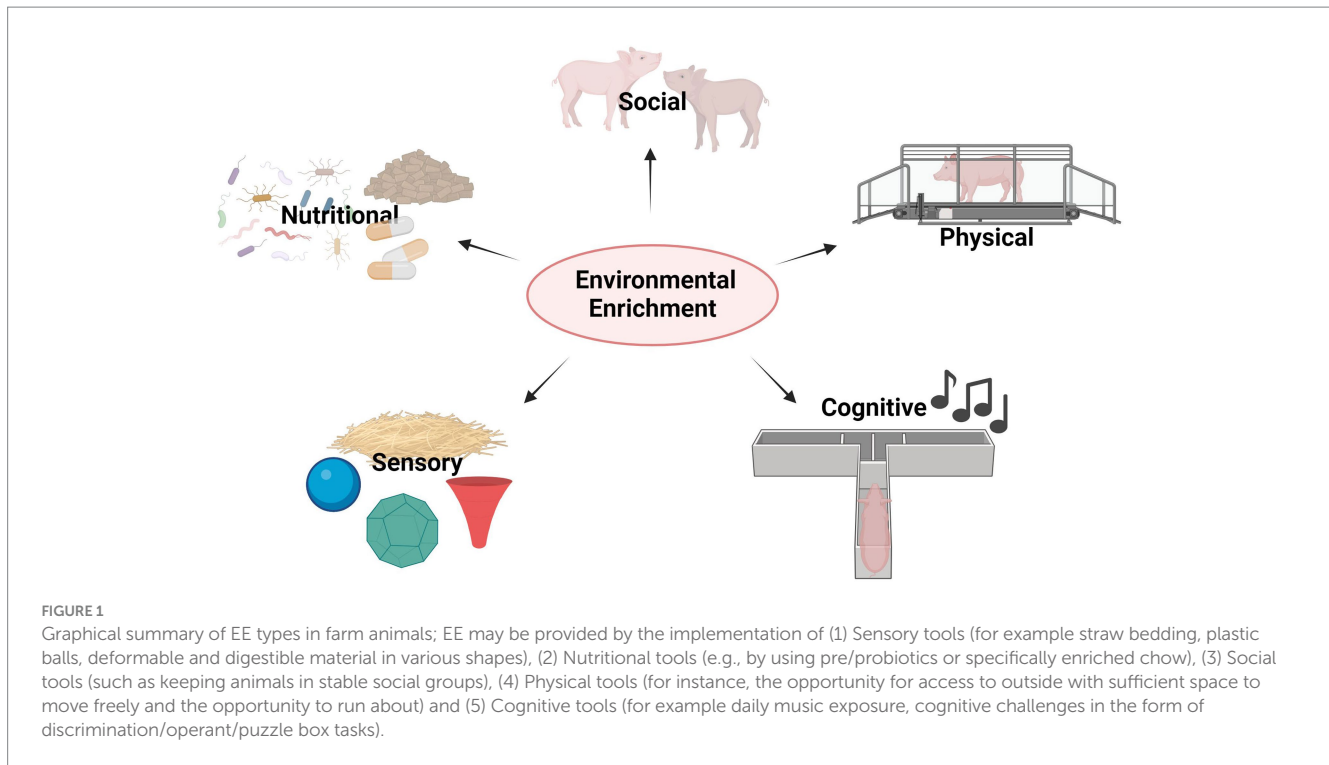 Social
Nutritional
Physical
Environmental
Enrichment
Cognitive
Sensory
FIGURE 1
Graphical summary of EE types in farm animals; EE may be provided by the implementation of (1) Sensory tools (for example straw bedding, plastic
balls, deformable and digestible material in various shapes), (2) Nutritional tools (e.g., by using pre/probiotics or specifically enriched chow), (3) Social
tools (such as keeping animals in stable social groups), (4) Physical tools (for instance, the opportunity for access to outside with sufficient space to
move freely and the opportunity to run about) and (5) Cognitive tools (for example daily music exposure, cognitive challenges in the form of
discrimination/operant/puzzle box tasks).